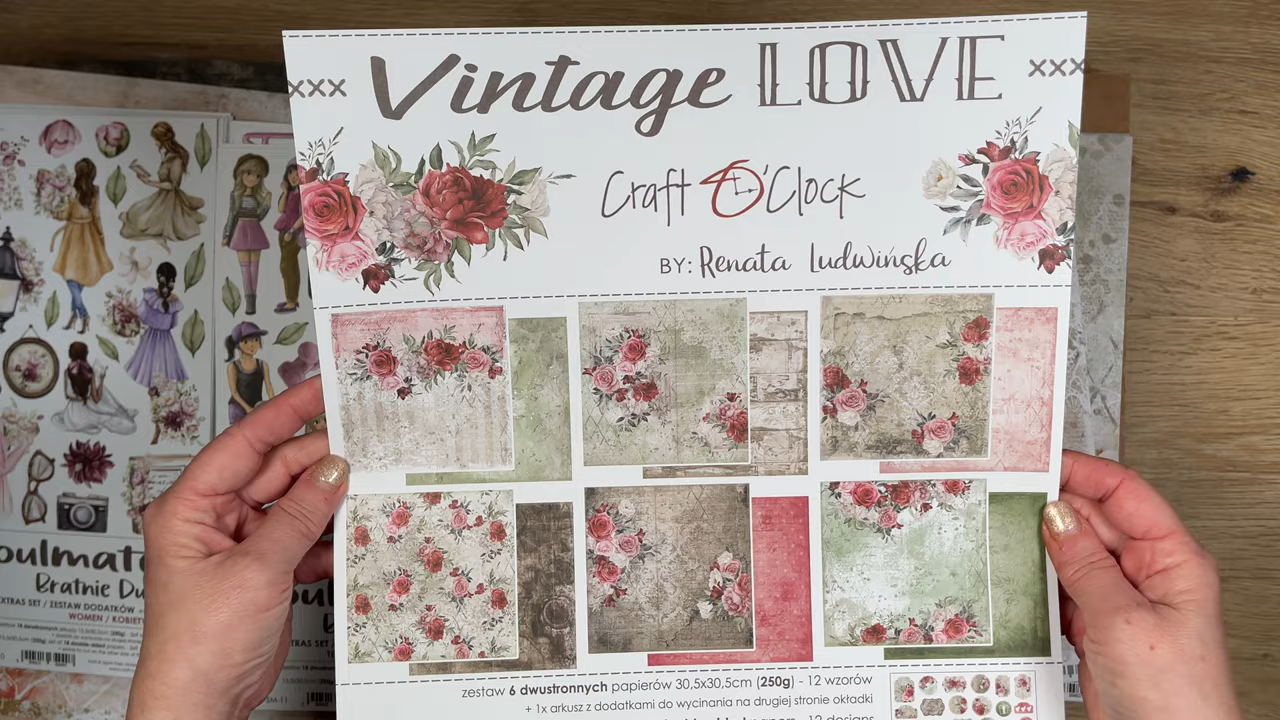 Vintage LOVE
Craft O'Clock
BY: Renata Ludwińska
zestaw 6 dwustronnych papierów 30,5x30,5cm (250g) - 12 wzorów
+ 1x arkusz z dodatkami do wycinania na drugiej stronie okładki
oulmat
Bratnie Du
EXTRAS SET / ZESTAW DODATKÓW
WOMEN / KOBIET